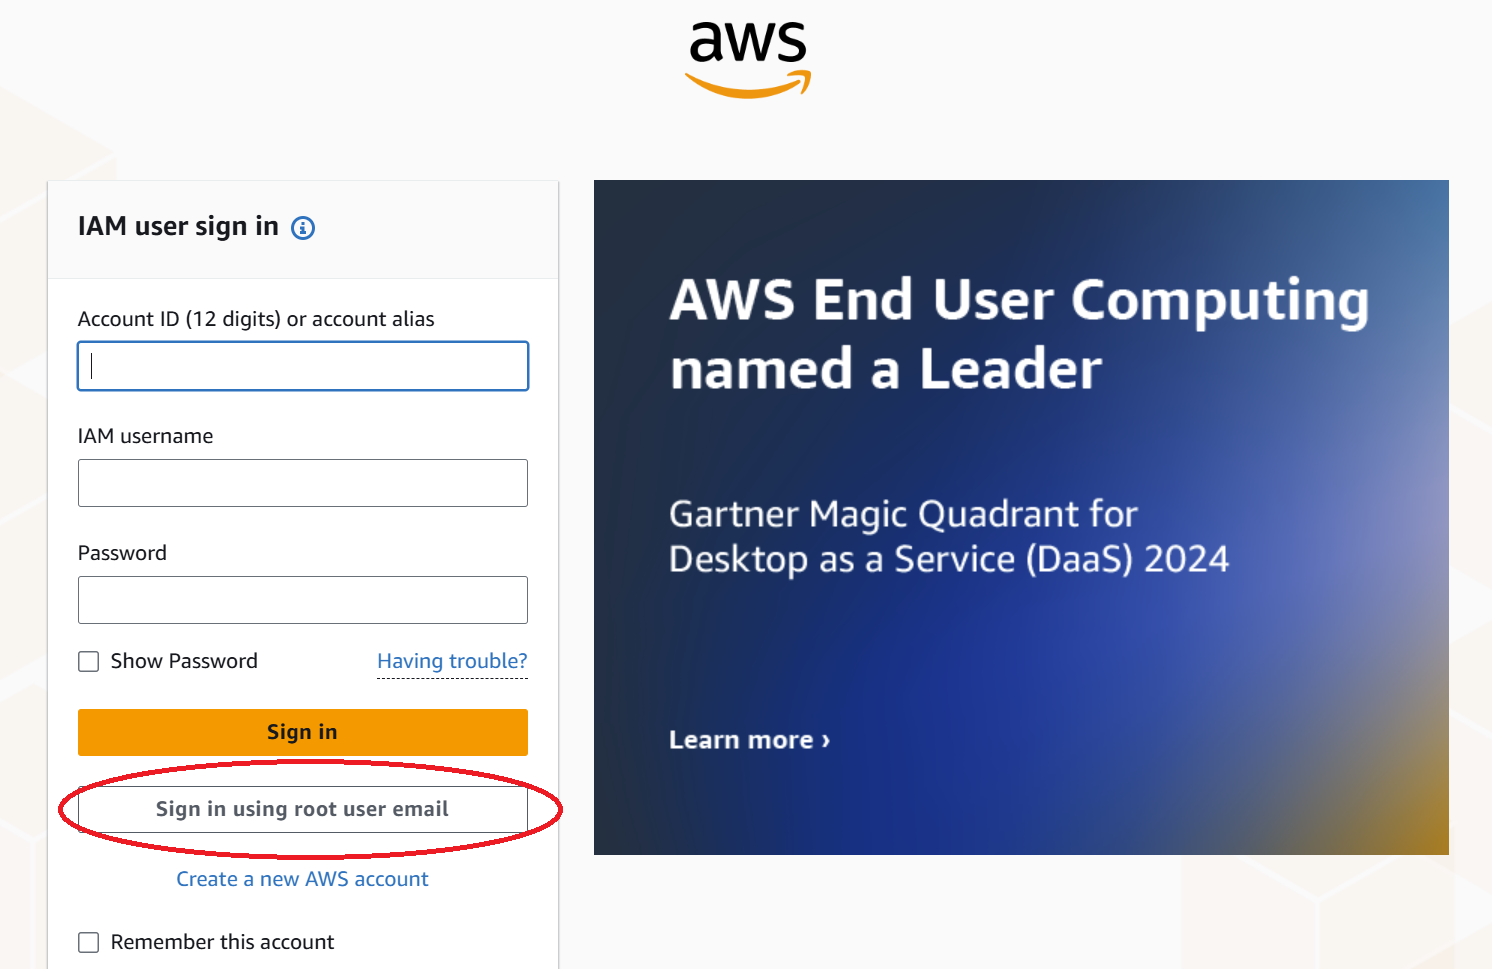 aws
IAM user sign in
Account ID (12 digits) or account alias
IAM username
Password
Show Password
Having trouble?
Sign in
Sign in using root user email
Create a new AWS account
Remember this account
AWS End User Computing
named a Leader
Gartner Magic Quadrant for
Desktop as a Service (DaaS) 2024
Learn more ›